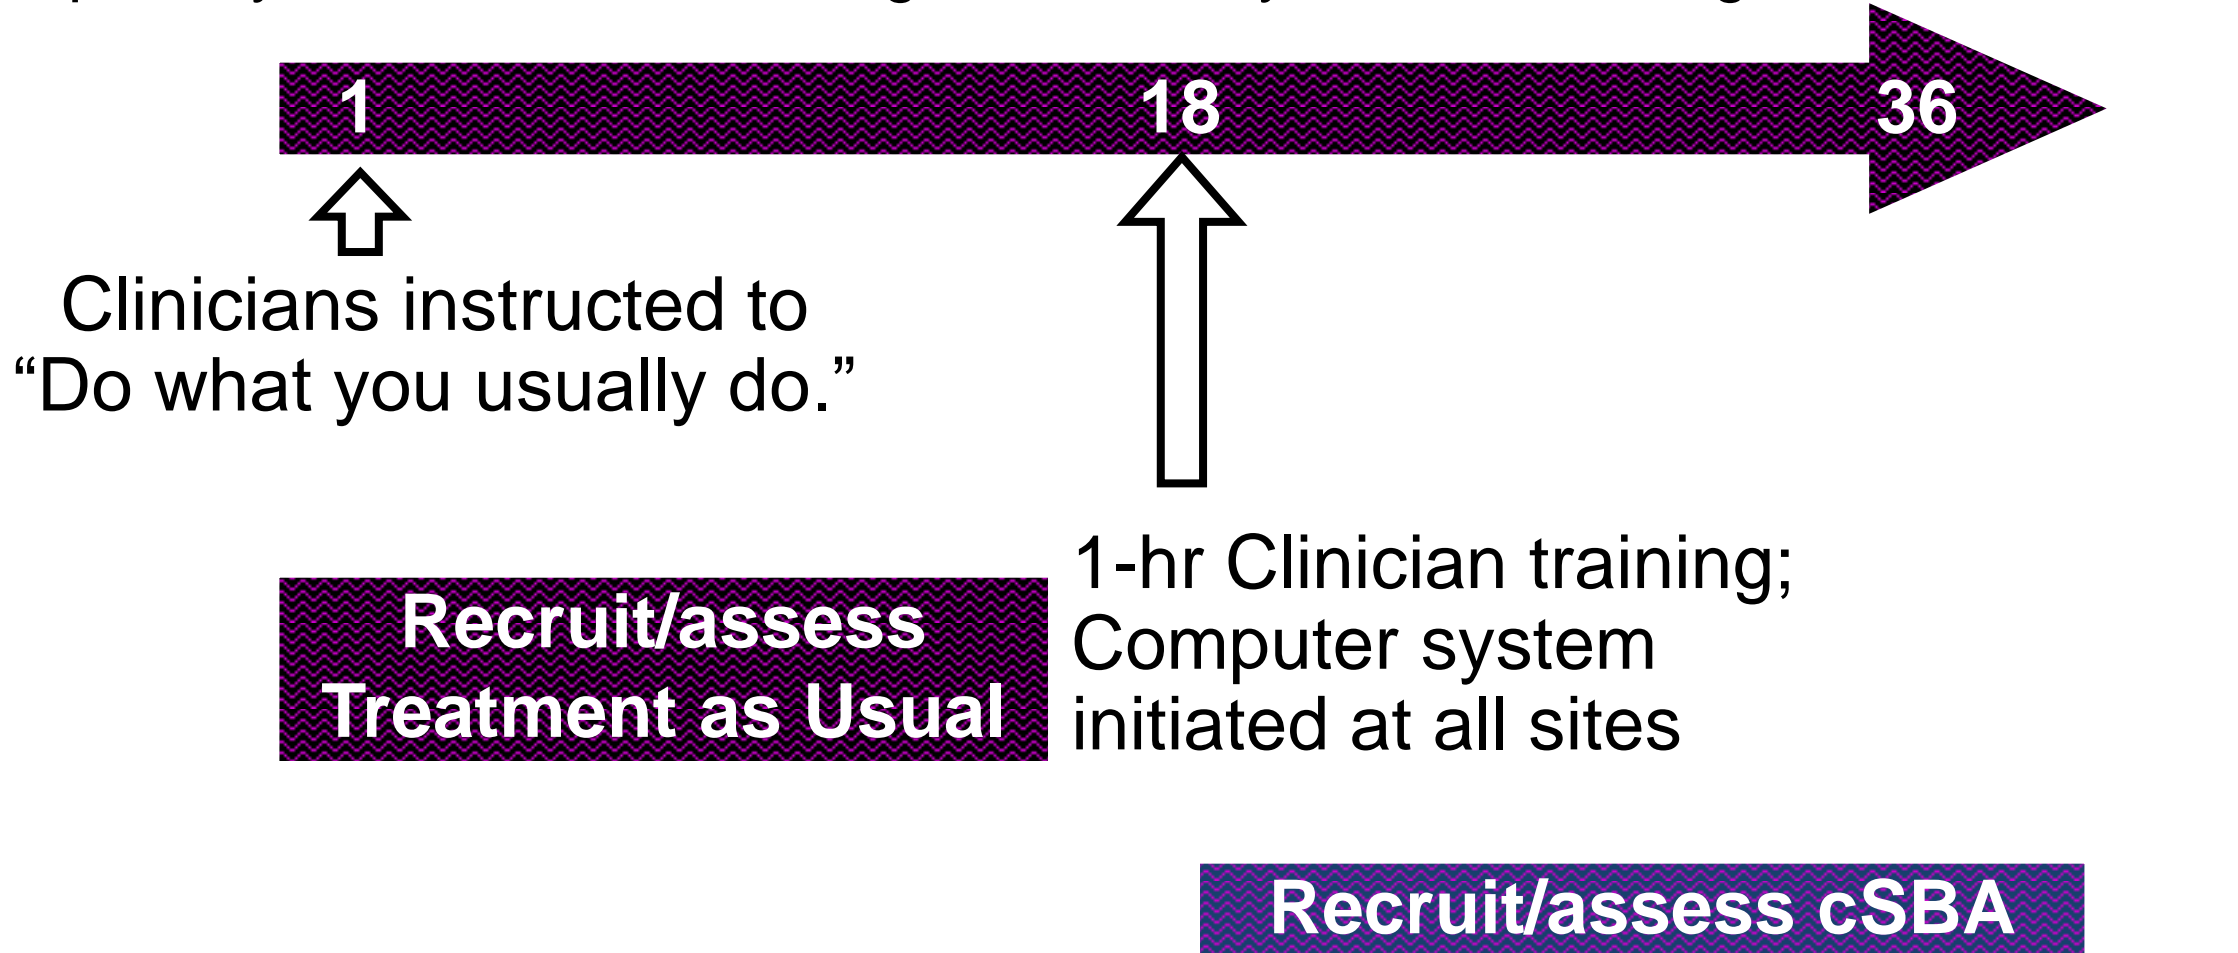 1 18 36
Clinicians instructed to
“Do what you usually do.”
1-hr Clinician training;
Computer system
initiated at all sites
Recruit/assess
Treatment as Usual
Recruit/assess cSBA